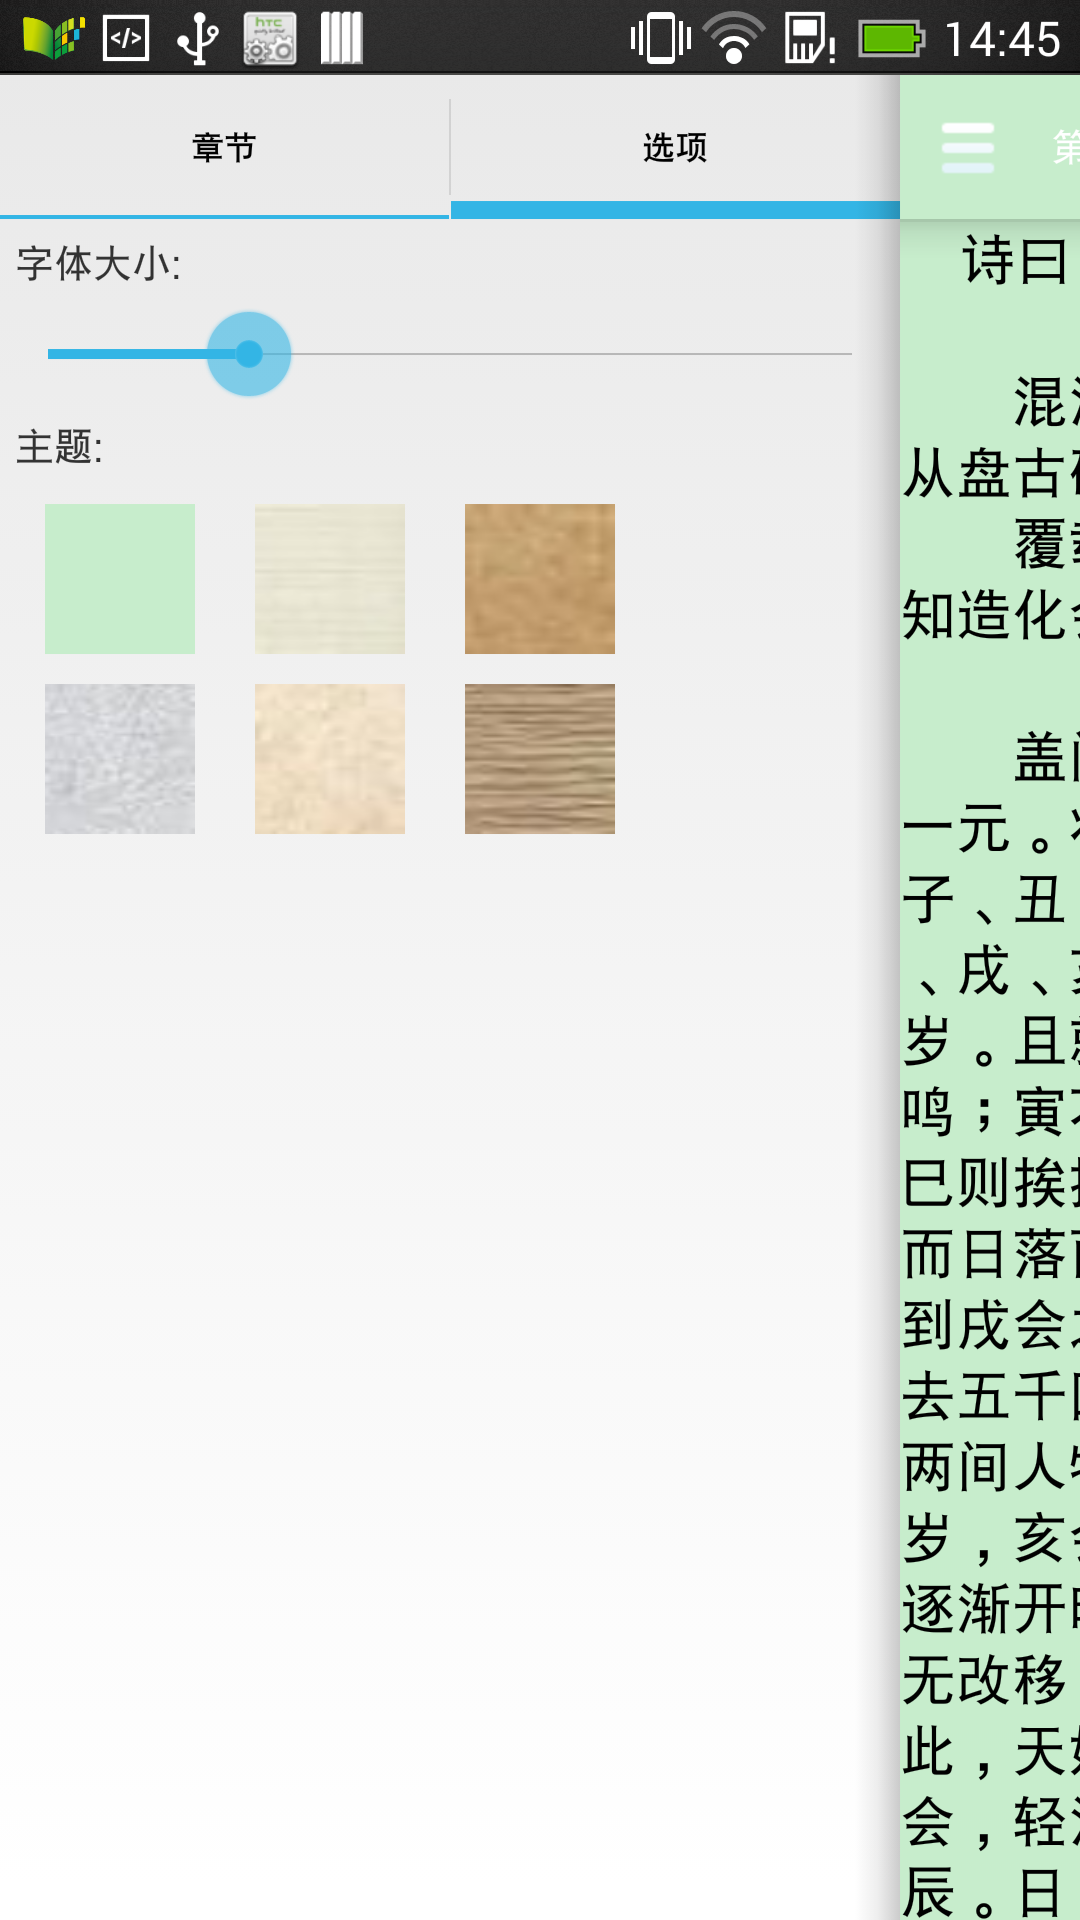 14:45
章节
选项
第
字体大小:
主题:
诗曰
混
从盘古
覆
知造化
盖
一元。
子、丑
、戌、
岁。且
鸣；寅
巳则挨
而日落
到戌会
去五千
两间人
岁，亥
逐渐开
无改移
此，天
会，轻
辰。日